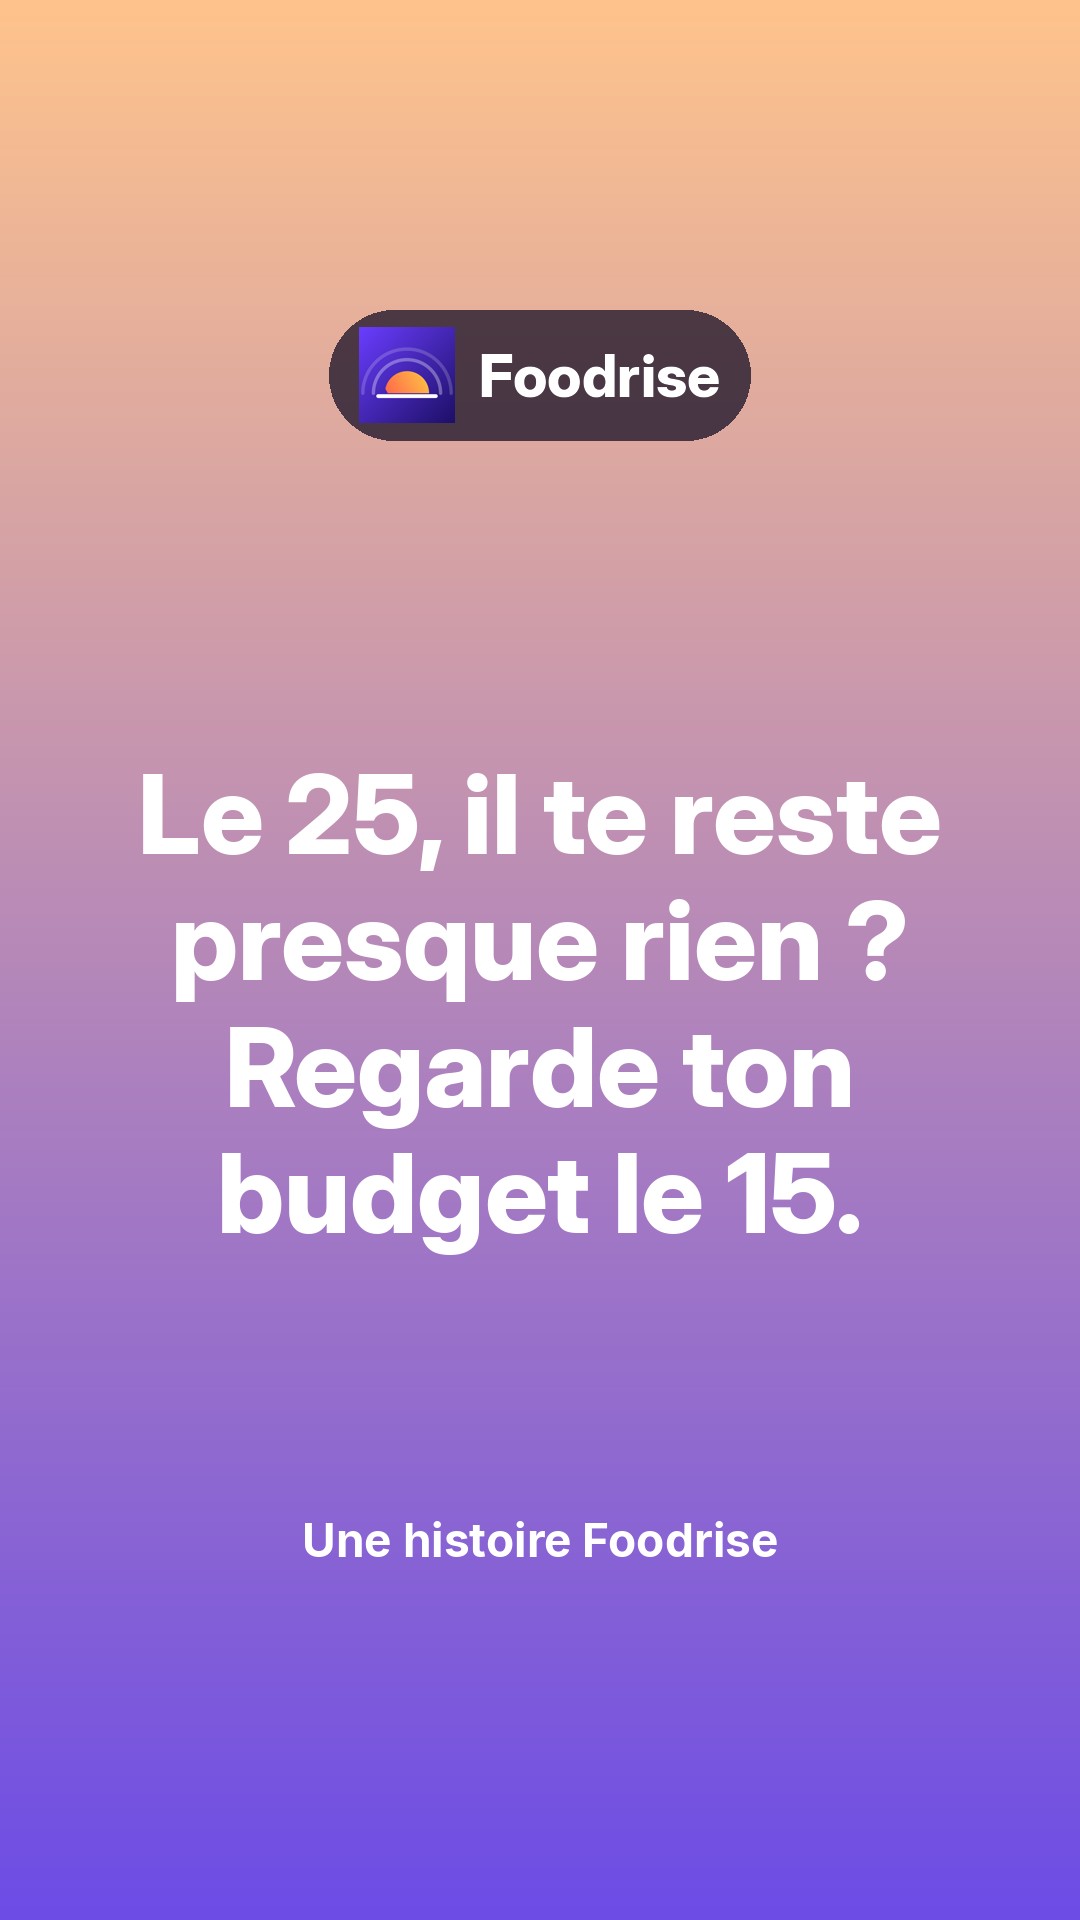 Foodrise
Le 25, il te reste
presque rien ?
Regarde ton
budget le 15.
Une histoire Foodrise